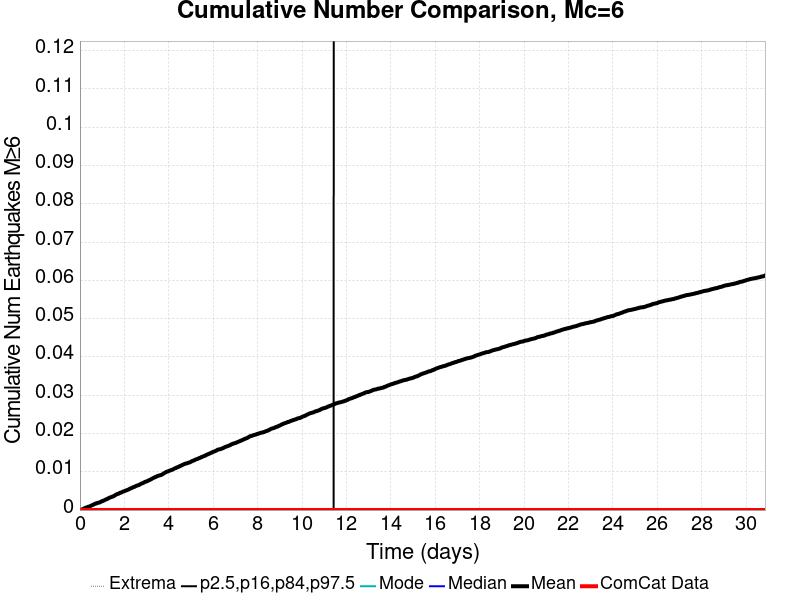 Cumulative Number Comparison, Mc=6
Cumulative Num Earthquakes M≥6
0.12
0.11
0.1
0.09
0.08
0.07
0.06
0.05
0.04
0.03
0.02
0.01
0
0 2 4 6 8 10 12 14 16 18 20 22 24 26 28 30
Time (days)
Extrema p2.5,p16,p84,p97.5 Mode Median Mean ComCat Data